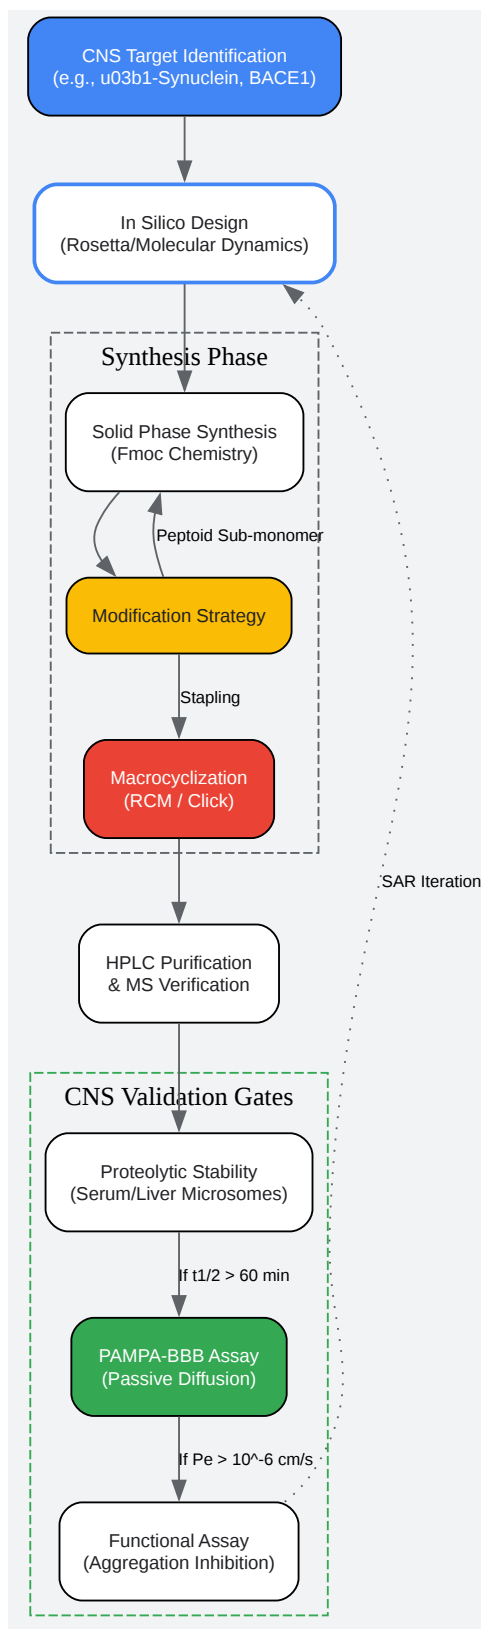 CNS Target Identification
(e.g., u03b1-Synuclein, BACE1)
In Silico Design
(Rosetta/Molecular Dynamics)
Synthesis Phase
Solid Phase Synthesis
(Fmoc Chemistry)
Peptoid Sub-monomer
Modification Strategy
Stapling
Macrocyclization
(RCM / Click)
SAR Iteration
HPLC Purification
& MS Verification
CNS Validation Gates
Proteolytic Stability
(Serum/Liver Microsomes)
If t1/2 > 60 min
PAMPA-BBB Assay
(Passive Diffusion)
If Pe > 10^-6 cm/s
Functional Assay
(Aggregation Inhibition)